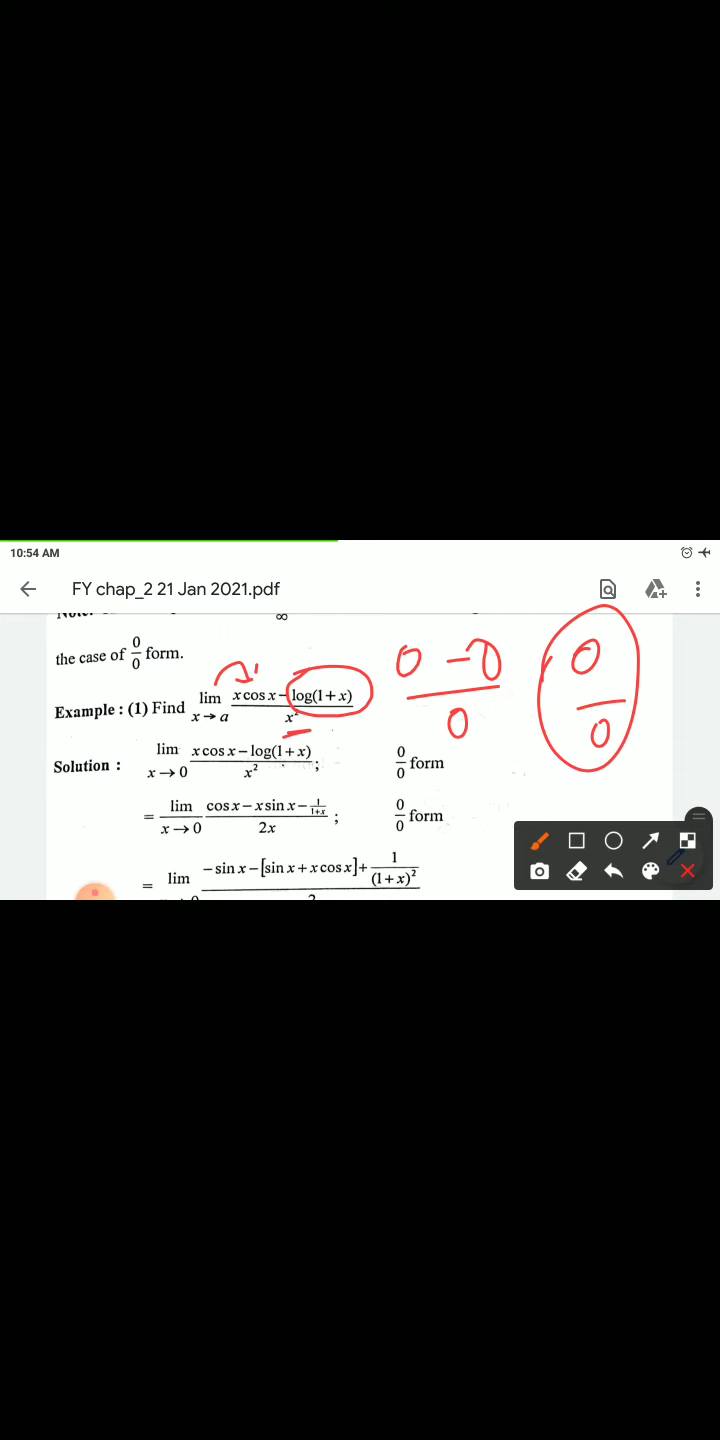 10:54 AM
FY chap_2 21 Jan 2021.pdf
∞
the case of 0/0 form.
0 - 0 / 0
0 / 0
Example : (1) Find lim x→a (x cos x − log(1+x)) / x²
Solution : lim x→0 (x cos x − log(1+x)) / x² ; 0/0 form
= lim x→0 (cos x − x sin x − 1/(1+x)) / 2x ; 0/0 form
= lim (− sin x − [sin x + x cos x] + 1/(1+x)²) /